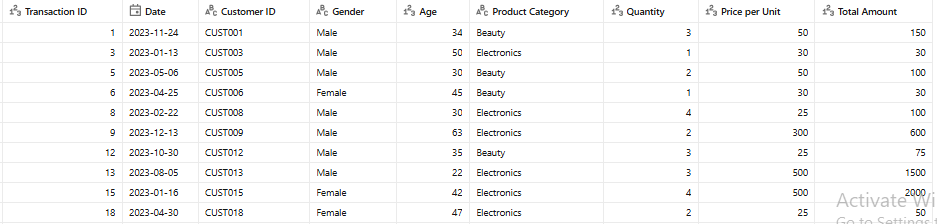 Transaction ID Date Customer ID Gender Age Product Category Quantity Price per Unit Total Amount
1 2023-11-24 CUST001 Male 34 Beauty 3 50 150
3 2023-01-13 CUST003 Male 50 Electronics 1 30 30
5 2023-05-06 CUST005 Male 30 Beauty 2 50 100
6 2023-04-25 CUST006 Female 45 Beauty 1 30 30
8 2023-02-22 CUST008 Male 30 Electronics 4 25 100
9 2023-12-13 CUST009 Male 63 Electronics 2 300 600
12 2023-10-30 CUST012 Male 35 Beauty 3 25 75
13 2023-08-05 CUST013 Male 22 Electronics 3 500 1500
15 2023-01-16 CUST015 Female 42 Electronics 4 500 2000
Activate Wi
18 2023-04-30 CUST018 Female 47 Electronics 2 25 50
Go to Settings t